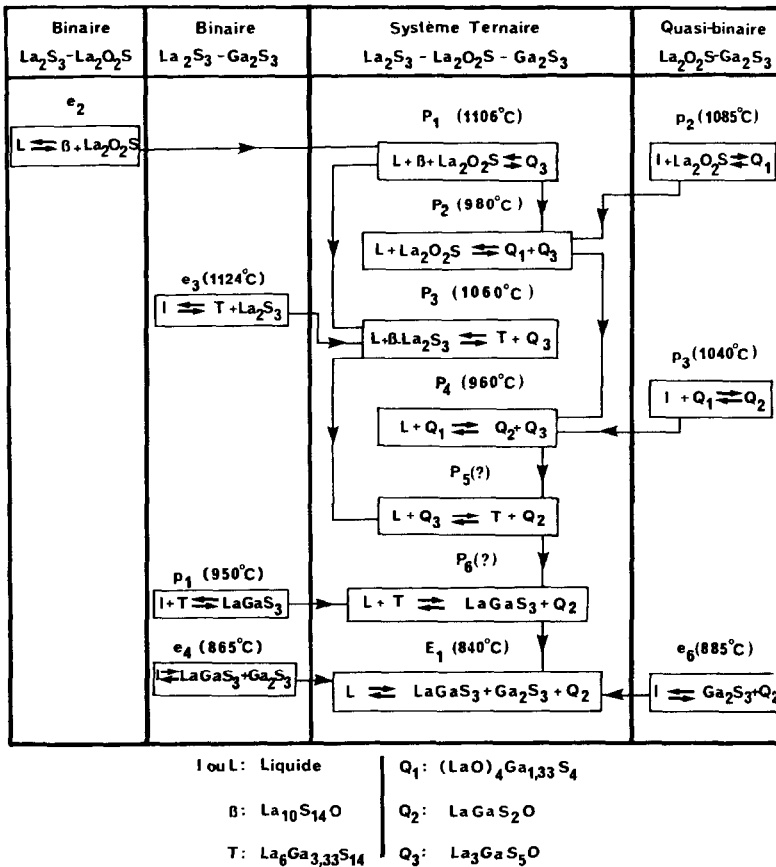 Binaire
La₂S₃-La₂O₂S
Binaire
La₂S₃-Ga₂S₃
Système Ternaire
La₂S₃ - La₂O₂S - Ga₂S₃
Quasi-binaire
La₂O₂S-Ga₂S₃
e₂
L ⇌ ß+La₂O₂S
P₁ (1106°C)
L+ß+La₂O₂S ⇌ Q₃
p₂(1085°C)
l+La₂O₂S ⇌ Q₁
P₂ (980°C)
L+La₂O₂S ⇌ Q₁+Q₃
e₃(1124°C)
l ⇌ T+La₂S₃
P₃ (1060°C)
L+ß-La₂S₃ ⇌ T+Q₃
p₃(1040°C)
l + Q₁ ⇌ Q₂
P₄ (960°C)
L+Q₁ ⇌ Q₂+Q₃
P₅(?)
L+Q₃ ⇌ T+Q₂
P₆(?)
p₁ (950°C)
l+T ⇌ LaGaS₃
L+T ⇌ LaGaS₃+Q₂
e₄ (865°C)
l ⇌ LaGaS₃+Ga₂S₃
E₁ (840°C)
L ⇌ LaGaS₃+Ga₂S₃+Q₂
e₆(885°C)
l ⇌ Ga₂S₃+Q₂
l ou L: Liquide
ß: La₁₀S₁₄O
T: La₆Ga₃,₃₃S₁₄
Q₁: (LaO)₄Ga₁,₃₃S₄
Q₂: LaGaS₂O
Q₃: La₃GaS₅O